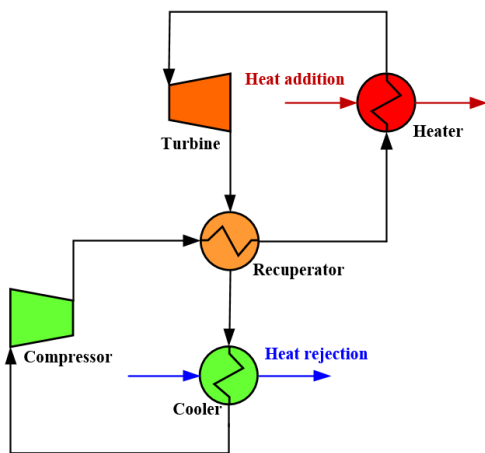 Heat addition
Turbine
Heater
Recuperator
Compressor
Heat rejection
Cooler